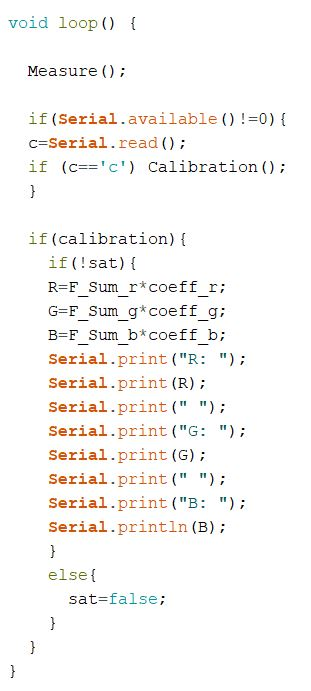 void loop() {
Measure();
if(Serial.available()!=0){
c=Serial.read();
if (c=='c') Calibration();
}
if(calibration){
if(!sat){
R=F_Sum_r*coeff_r;
G=F_Sum_g*coeff_g;
B=F_Sum_b*coeff_b;
Serial.print("R: ");
Serial.print(R);
Serial.print(" ");
Serial.print("G: ");
Serial.print(G);
Serial.print(" ");
Serial.print("B: ");
Serial.println(B);
}
else{
sat=false;
}
}
}